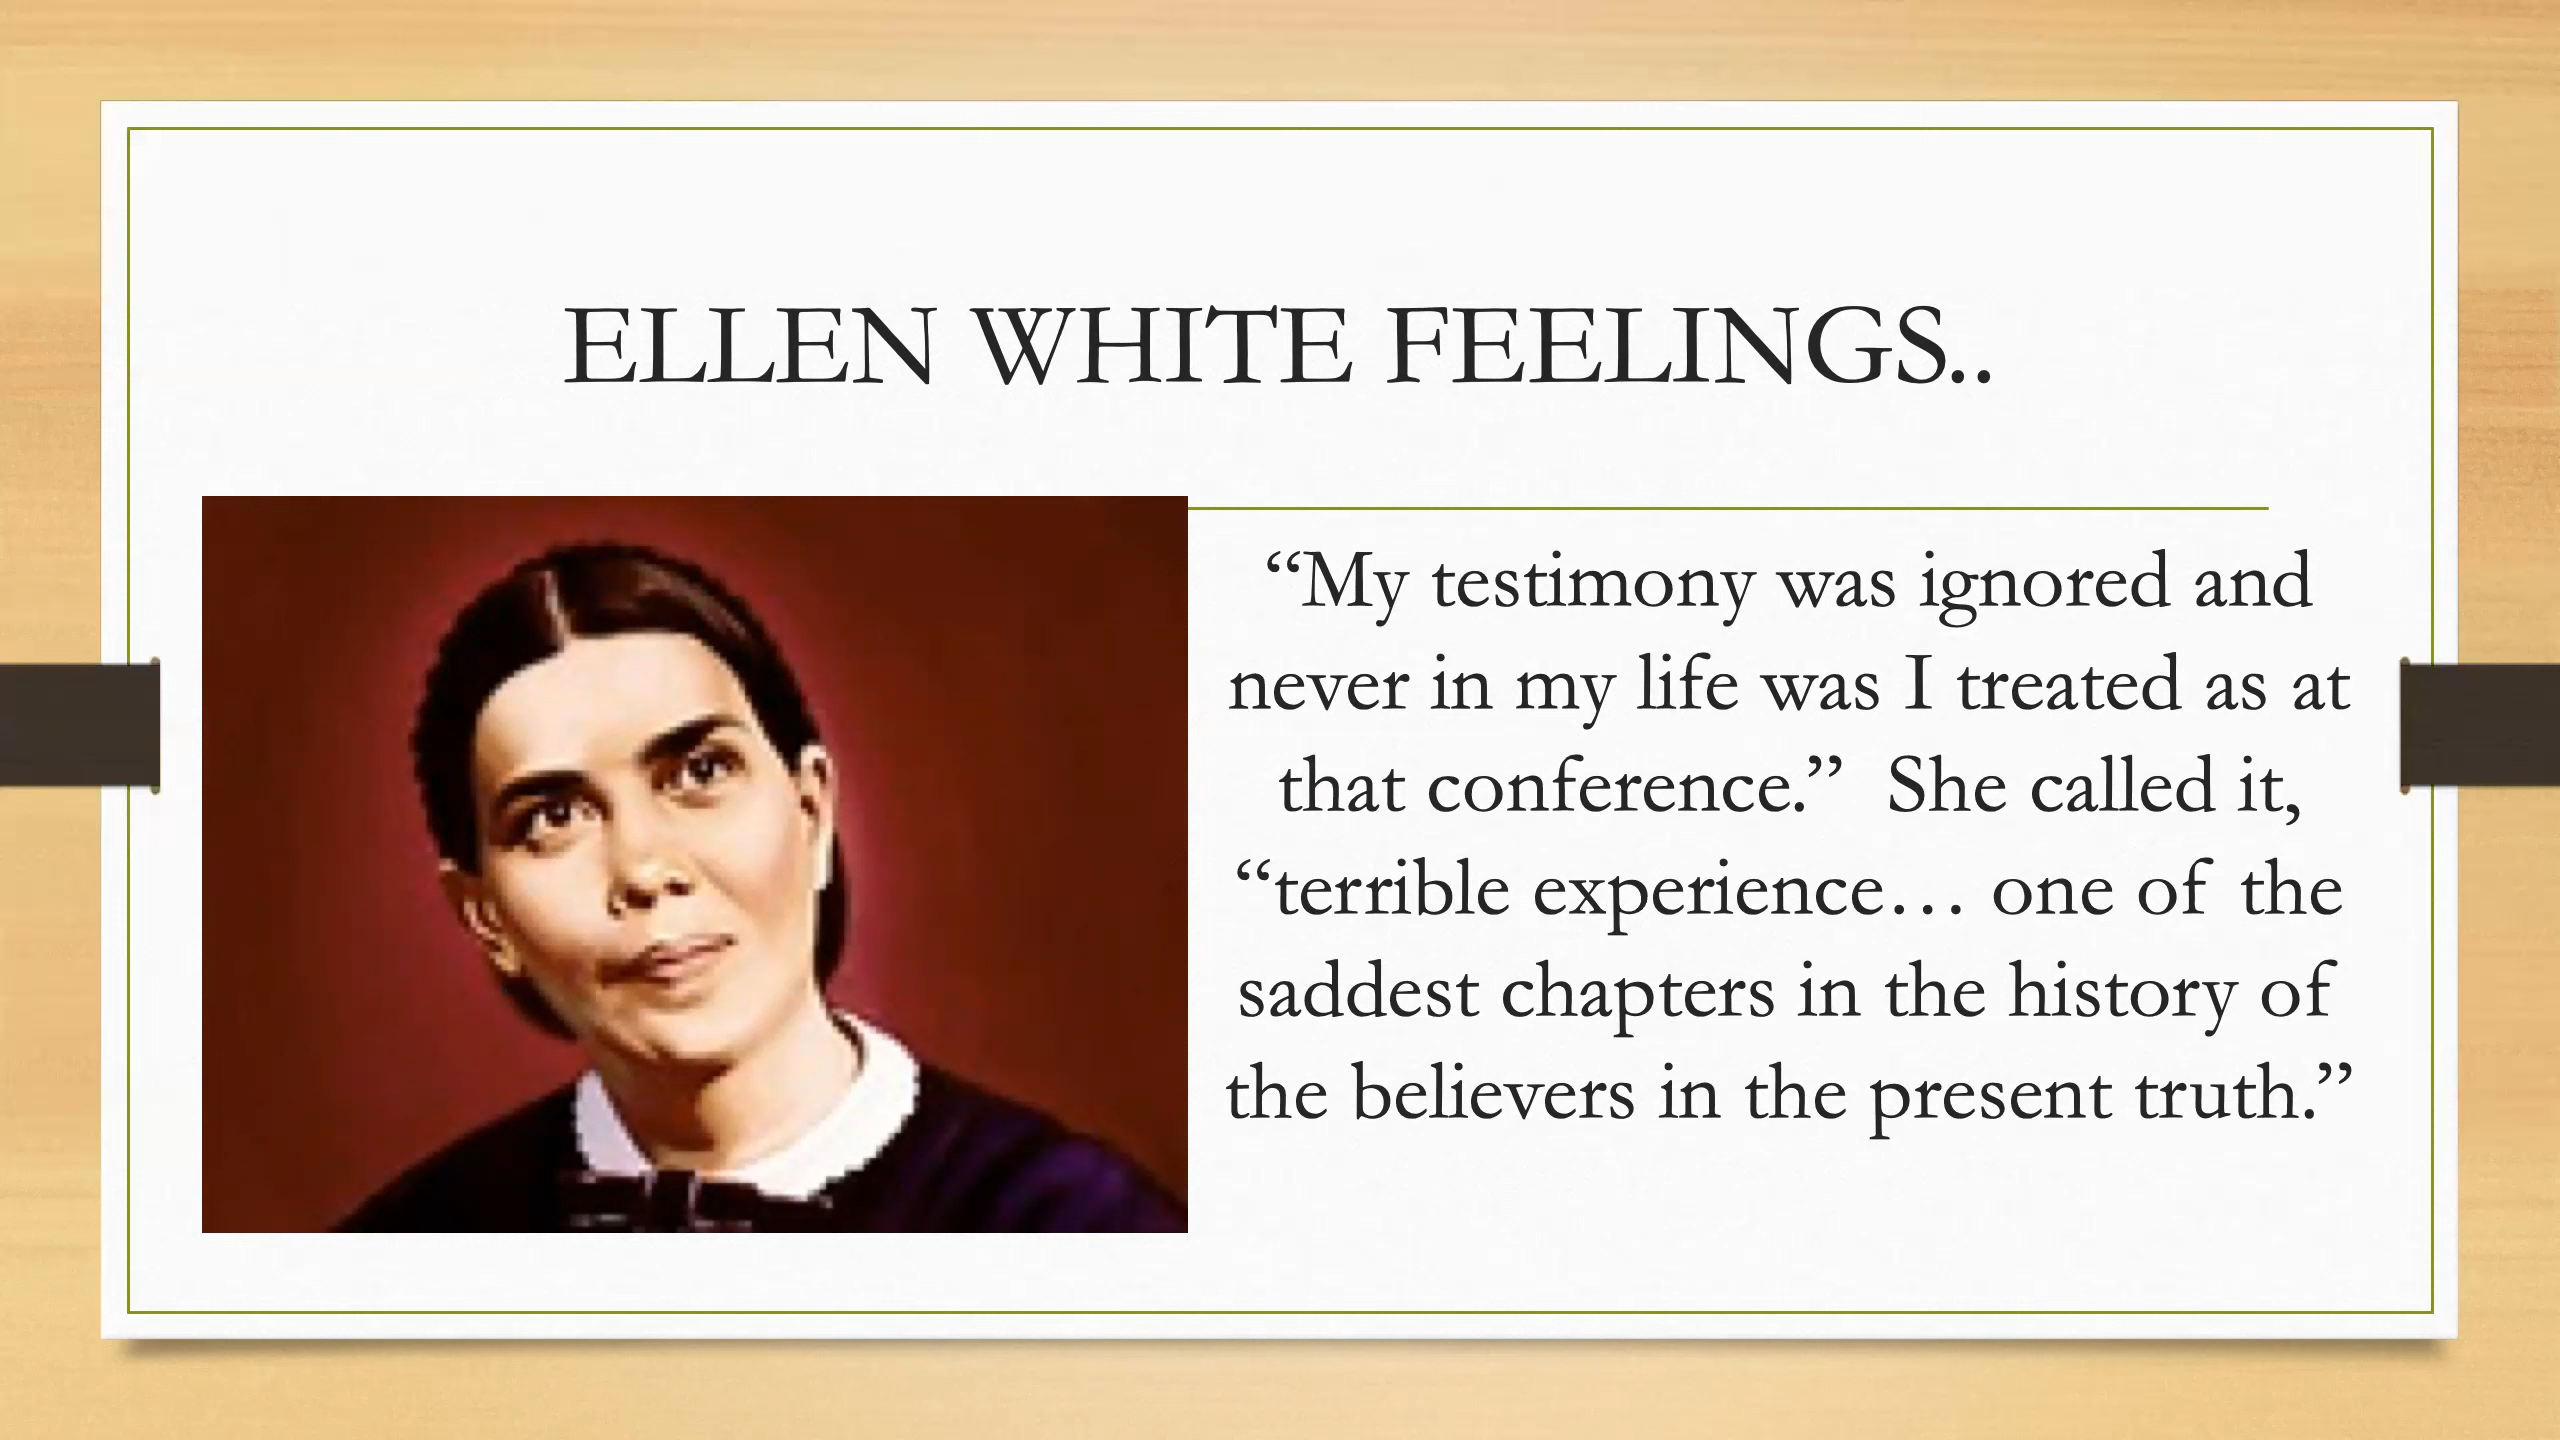 ELLEN WHITE FEELINGS..
“My testimony was ignored and
never in my life was I treated as at
that conference.”  She called it,
“terrible experience… one of the
saddest chapters in the history of
the believers in the present truth.”